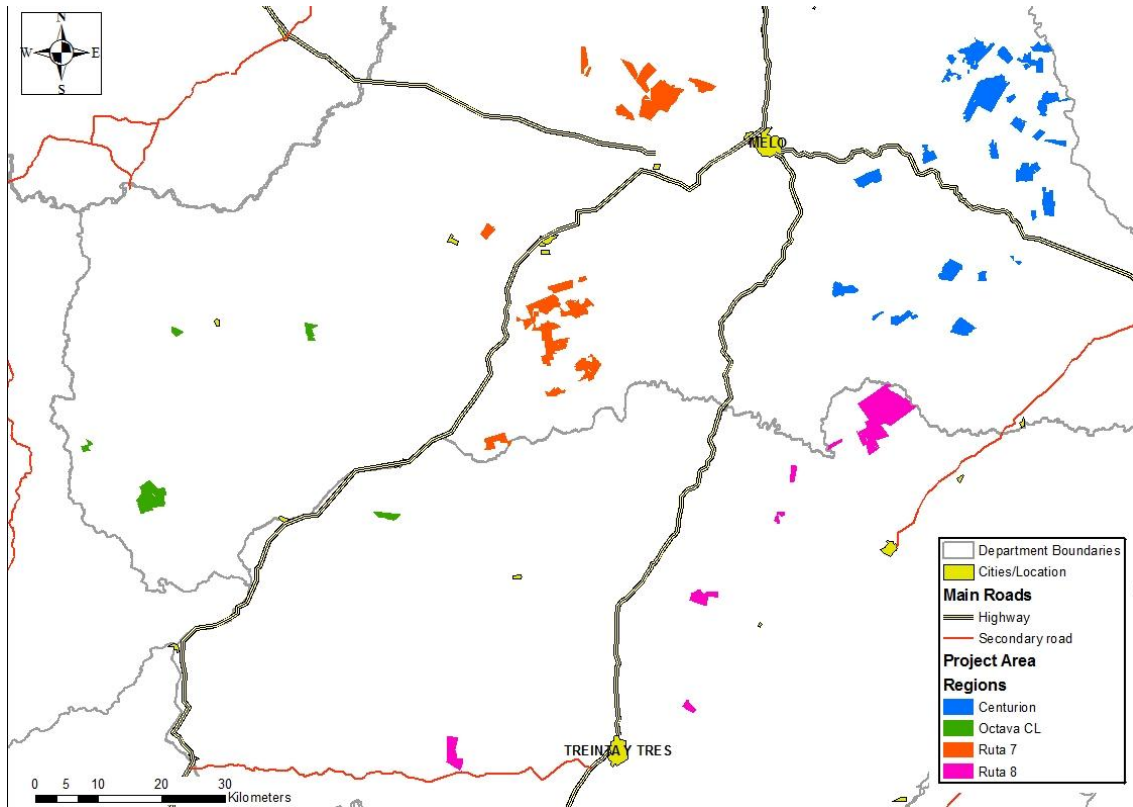 N
W E
S
MELO
TREINTA Y TRES
0 5 10 20 30
Kilometers
Department Boundaries
Cities/Location
Main Roads
Highway
Secondary road
Project Area
Regions
Centurion
Octava CL
Ruta 7
Ruta 8